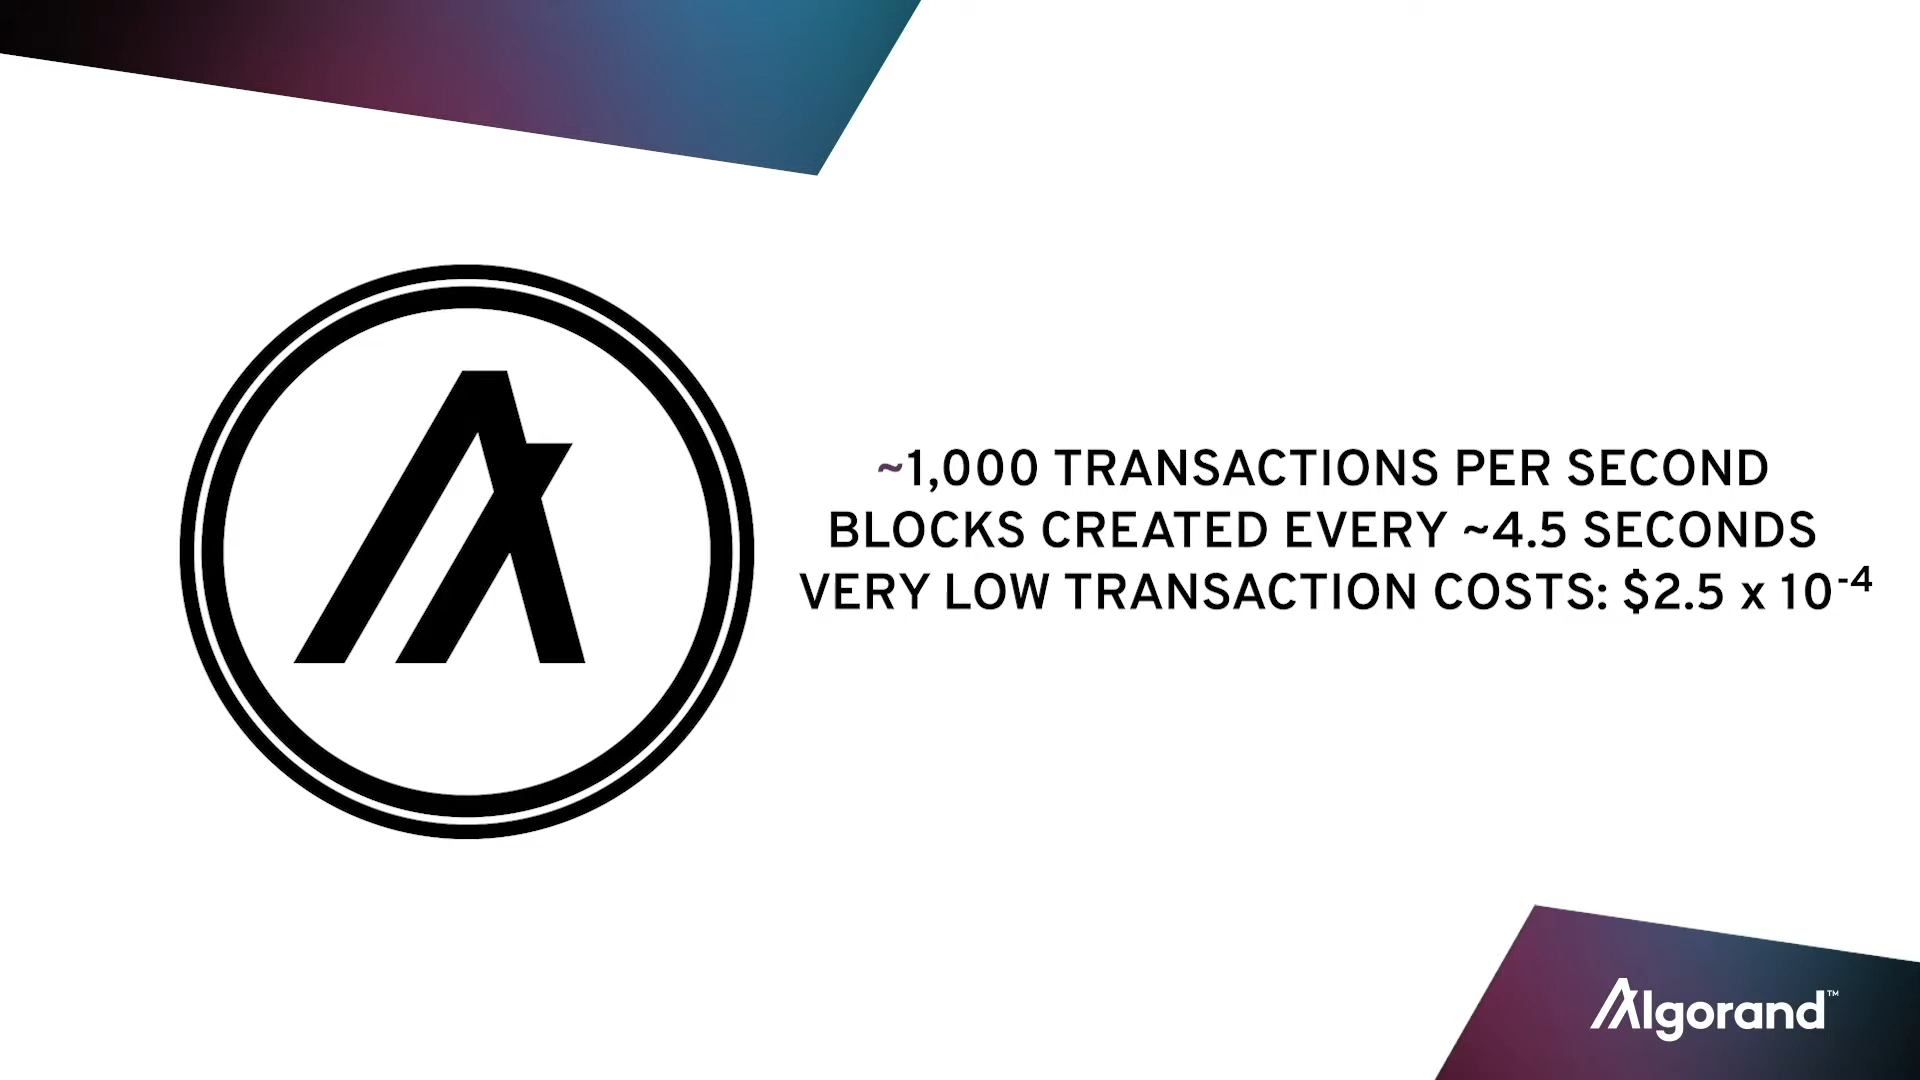 ~1,000 TRANSACTIONS PER SECOND
BLOCKS CREATED EVERY ~4.5 SECONDS
VERY LOW TRANSACTION COSTS: $2.5 x 10⁻⁴
Algorand™